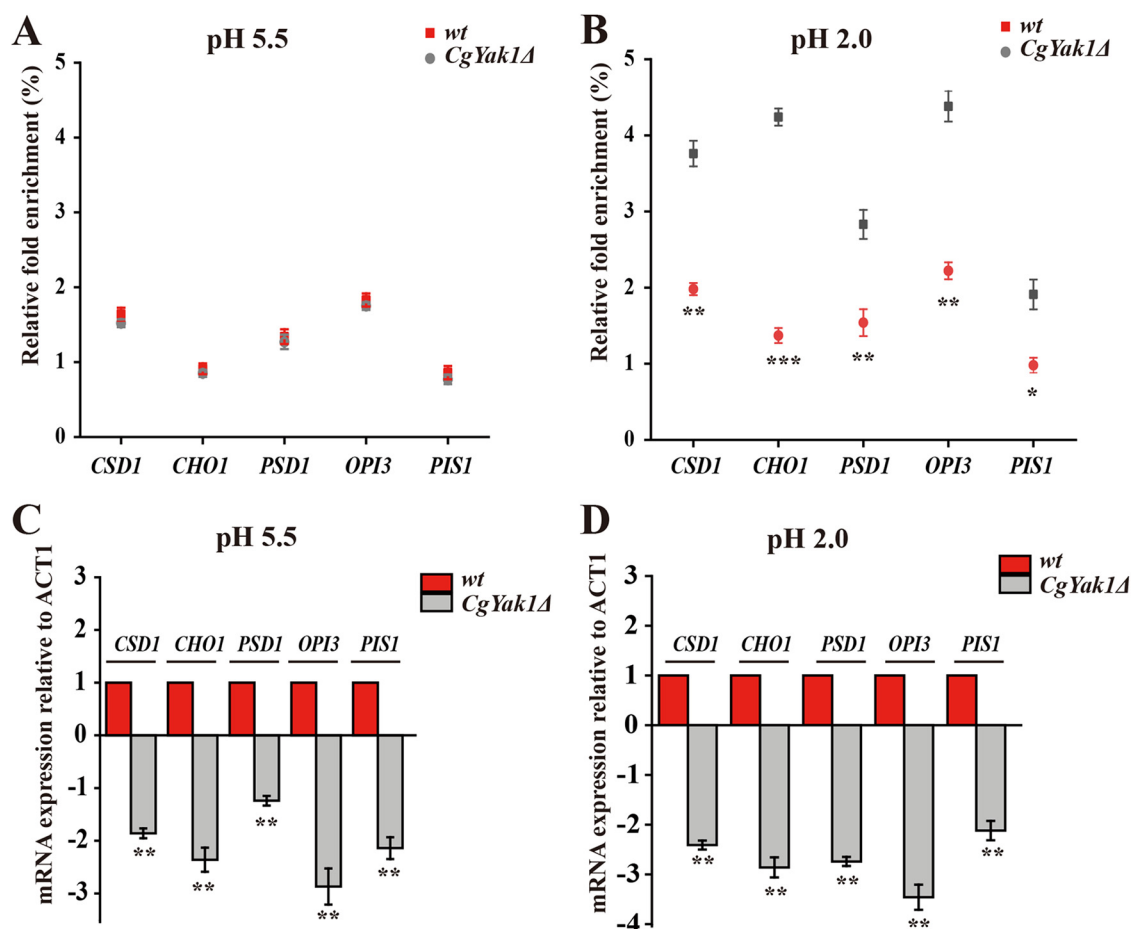 A
pH 5.5
wt
CgYak1Δ
Relative fold enrichment (%)
5
4
3
2
1
0
CSD1 CHO1 PSD1 OPI3 PIS1
B
pH 2.0
wt
CgYak1Δ
Relative fold enrichment (%)
5
4
3
2
1
0
** *** ** ** *
CSD1 CHO1 PSD1 OPI3 PIS1
C
pH 5.5
wt
CgYak1Δ
mRNA expression relative to ACT1
3
2
1
0
-1
-2
-3
CSD1 CHO1 PSD1 OPI3 PIS1
** ** ** ** **
D
pH 2.0
wt
CgYak1Δ
mRNA expression relative to ACT1
3
2
1
0
-1
-2
-3
-4
CSD1 CHO1 PSD1 OPI3 PIS1
** ** ** ** **